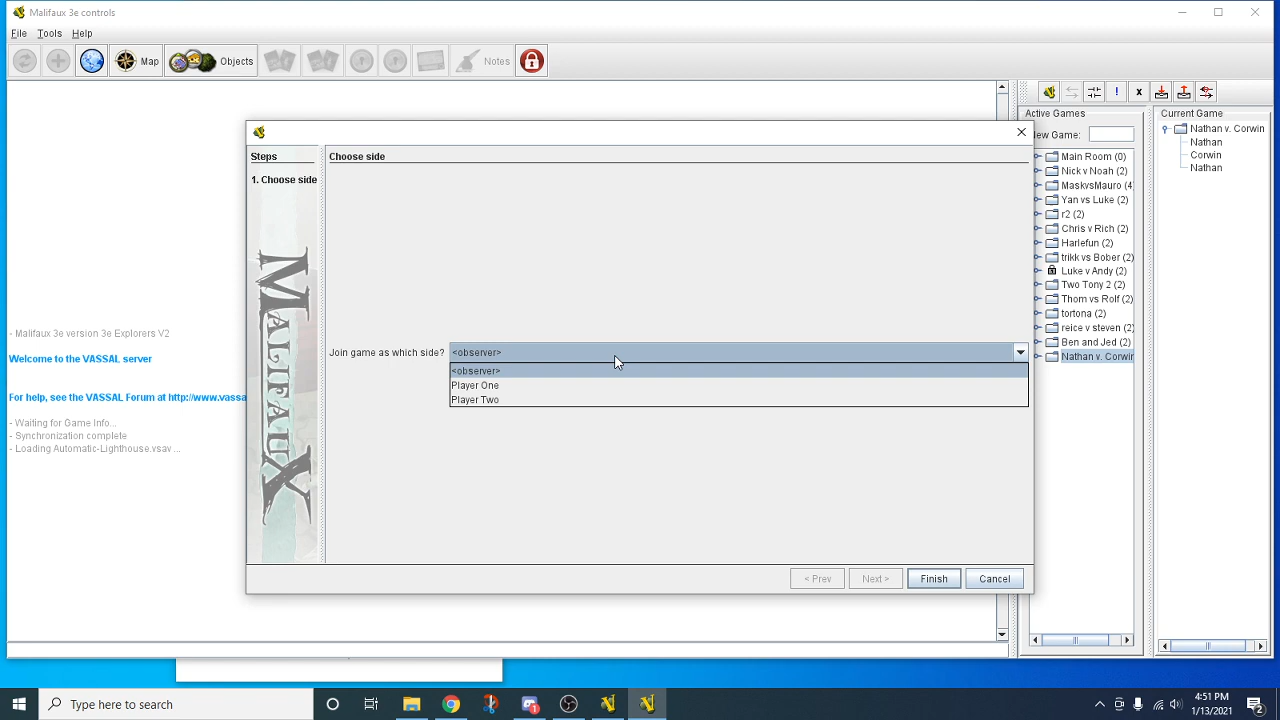 Malifaux 3e controls
File Tools Help
Map Objects Notes
Active Games
Current Game
ew Game:
Main Room (0)
Nick v Noah (2)
MaskvsMauro (4
Yan vs Luke (2)
r2 (2)
Chris v Rich (2)
Harlefun (2)
trikk vs Bober (2)
Luke v Andy (2)
Two Tony 2 (2)
Thom vs Rolf (2)
tortona (2)
reice v steven (2)
Ben and Jed (2)
Nathan v. Corwin
Nathan v. Corwin
Nathan
Corwin
Nathan
Steps
1. Choose side
MALIFAUX
Choose side
Join game as which side? <observer>
<observer>
Player One
Player Two
< Prev Next > Finish Cancel
- Malifaux 3e version 3e Explorers V2
Welcome to the VASSAL server
For help, see the VASSAL Forum at http://www.vassa
- Waiting for Game Info...
- Synchronization complete
- Loading Automatic-Lighthouse.vsav ...
Type here to search
4:51 PM
1/13/2021